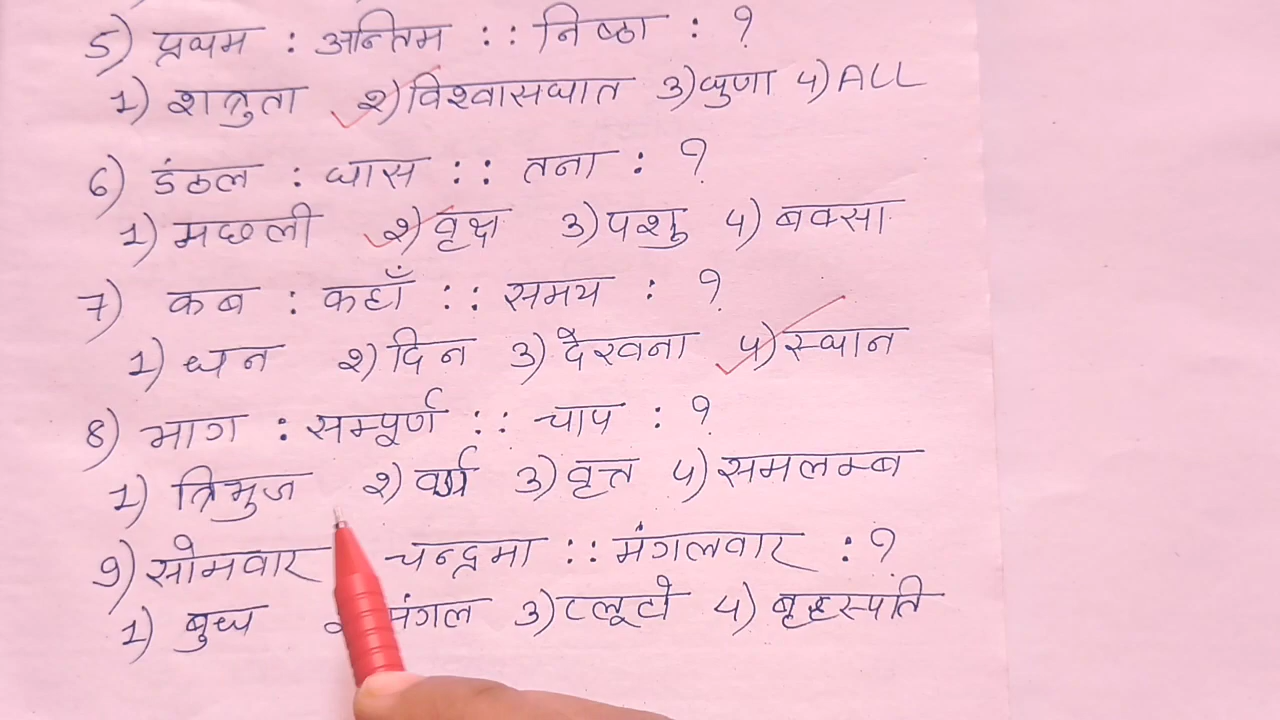 5) प्रथम : अन्तिम : : निष्ठा : ?
1) शत्रुता 2) विश्वासघात 3) घृणा 4) ALL
6) डंठल : घास : : तना : ?
1) मछली 2) वृक्ष 3) पशु 4) बक्सा
7) कब : कहाँ : : समय : ?
1) धन 2) दिन 3) देखना 4) स्थान
8) भाग : सम्पूर्ण : : चाप : ?
1) त्रिभुज 2) 3) वृत्त 4) समलम्ब
9) सोमवार चन्द्रमा : : मंगलवार : ?
1) बुध मंगल 3) प्लूटो 4) बृहस्पति